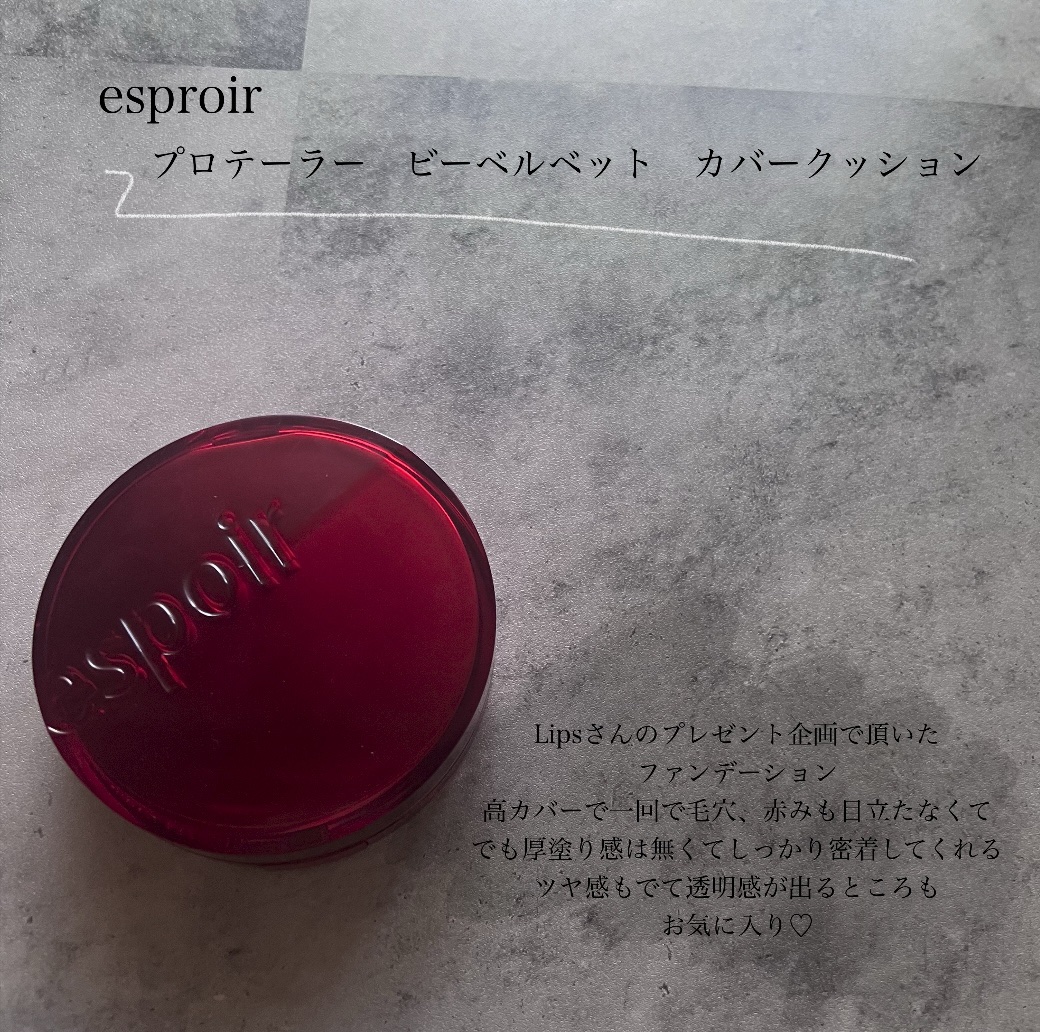 esproir
プロテーラー　ビーベルベット　カバークッション
espoir
Lipsさんのプレゼント企画で頂いた
ファンデーション
高カバーで一回で毛穴、赤みも目立たなくて
でも厚塗り感は無くてしっかり密着してくれる
ツヤ感もでて透明感が出るところも
お気に入り♡